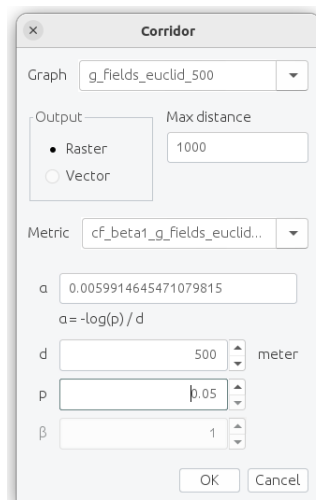 Corridor
Graph g_fields_euclid_500
Output
Raster
Vector
Max distance
1000
Metric cf_beta1_g_fields_euclid...
α 0.0059914645471079815
α = -log(p) / d
d 500 meter
p 0.05
β 1
OK Cancel